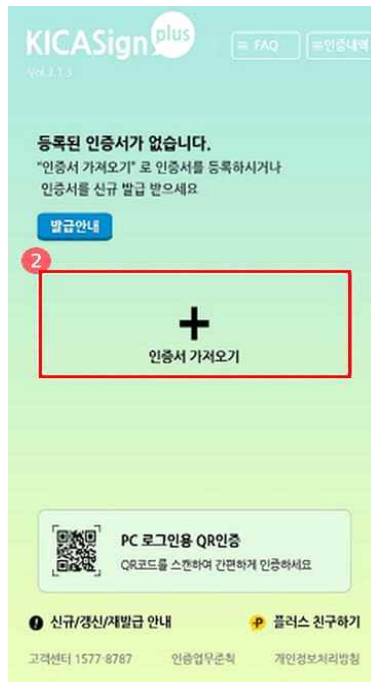 KICASign plus
≡ FAQ
≡인증내역
Vol.3.1.3
등록된 인증서가 없습니다.
"인증서 가져오기" 로 인증서를 등록하시거나
인증서를 신규 발급 받으세요
발급안내
2
+
인증서 가져오기
PC 로그인용 QR인증
QR코드를 스캔하여 간편하게 인증하세요
신규/갱신/재발급 안내
플러스 친구하기
고객센터 1577-8787
인증업무준칙
개인정보처리방침